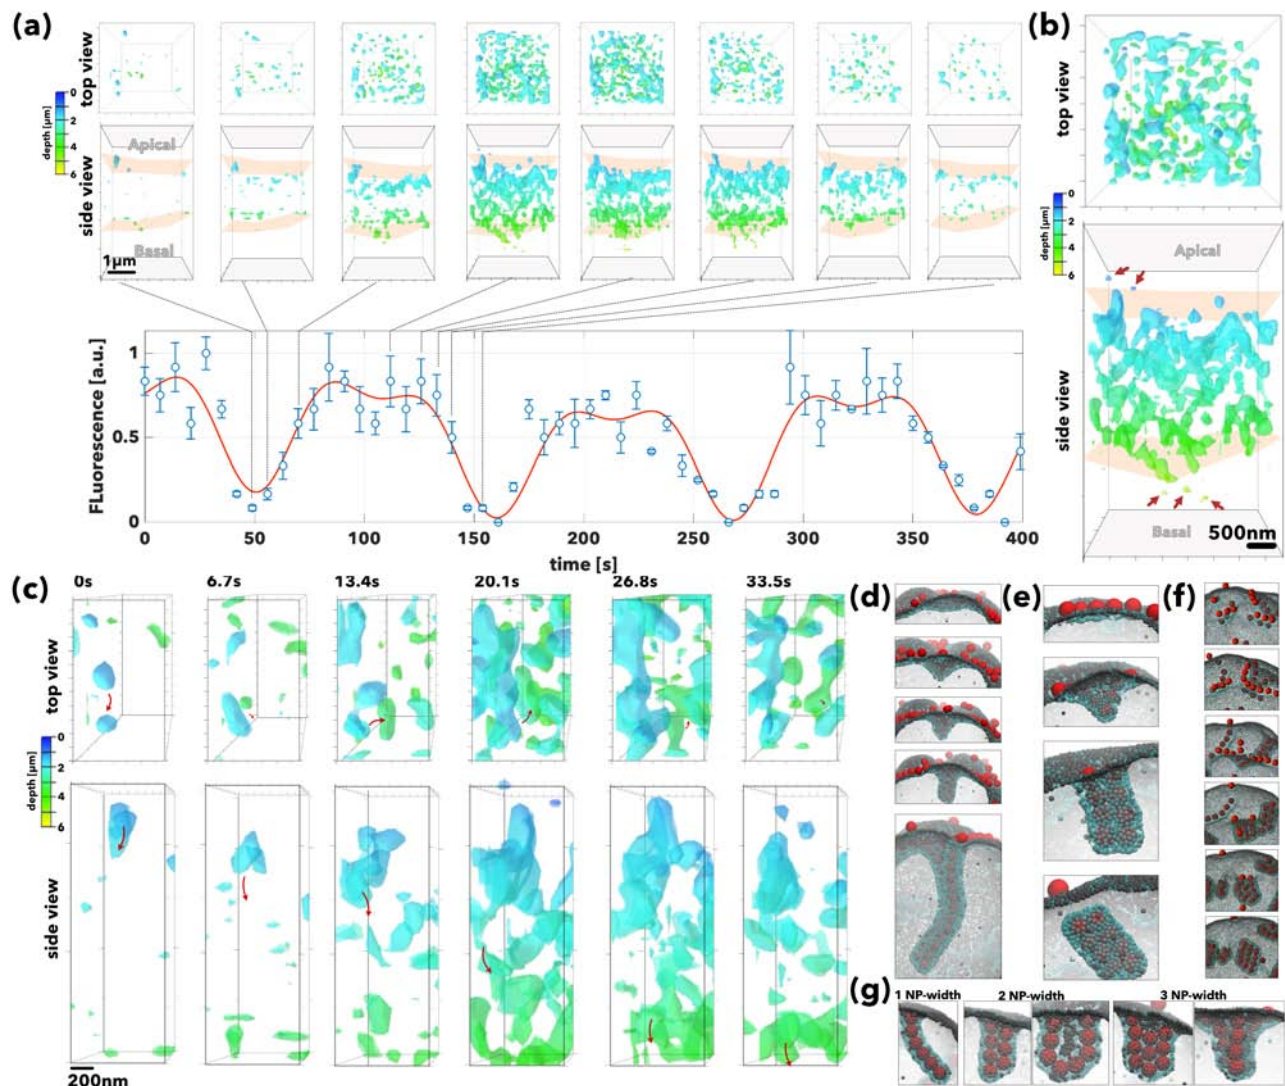 (a)
top view
depth [μm]
0
2
4
6
side view
Apical
Basal
1μm
FLuorescence [a.u.]
1
0.5
0
0
50
100
150
200
250
300
350
400
time [s]
(b)
top view
depth [μm]
0
2
4
6
side view
Apical
Basal
500nm
(c)
0s
6.7s
13.4s
20.1s
26.8s
33.5s
top view
depth [μm]
0
2
4
6
side view
200nm
(d)
(e)
(f)
(g)
1 NP-width
2 NP-width
3 NP-width